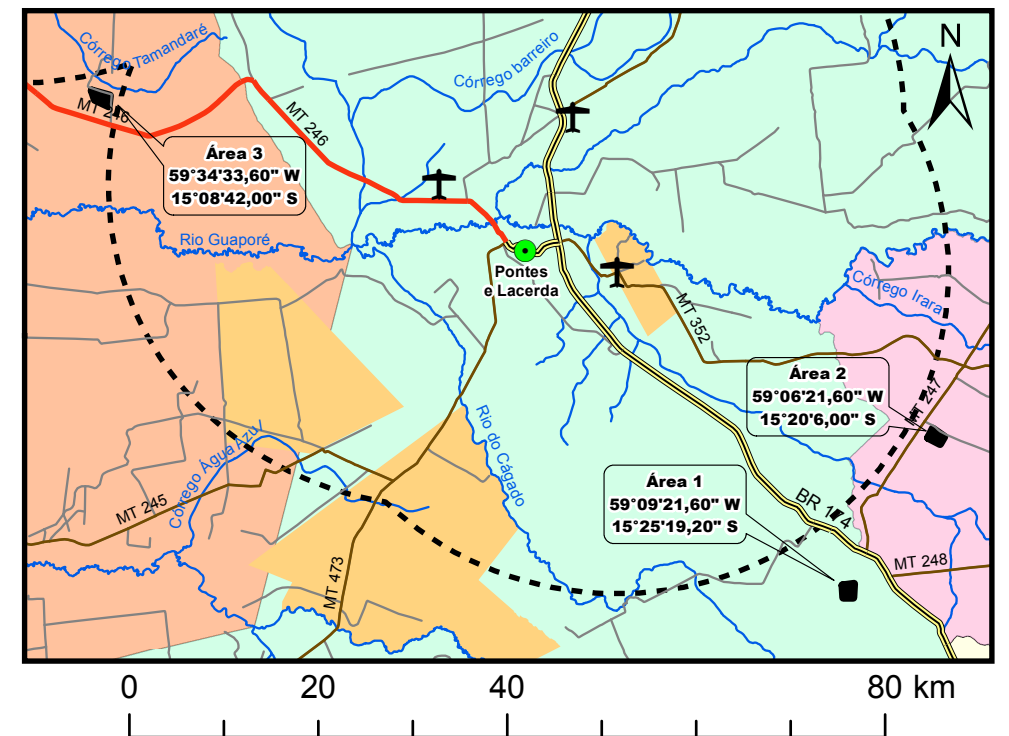 N
Córrego Tamandaré
Córrego barreiro
MT 246
MT 246
Área 3
59°34'33,60" W
15°08'42,00" S
Rio Guaporé
Pontes
e Lacerda
Córrego Irara
MT 352
Área 2
59°06'21,60" W
15°20'6,00" S
MT 247
Rio do Cágado
Córrego Água Azul
MT 245
Área 1
59°09'21,60" W
15°25'19,20" S
BR 174
MT 248
MT 473
0 20 40 80 km